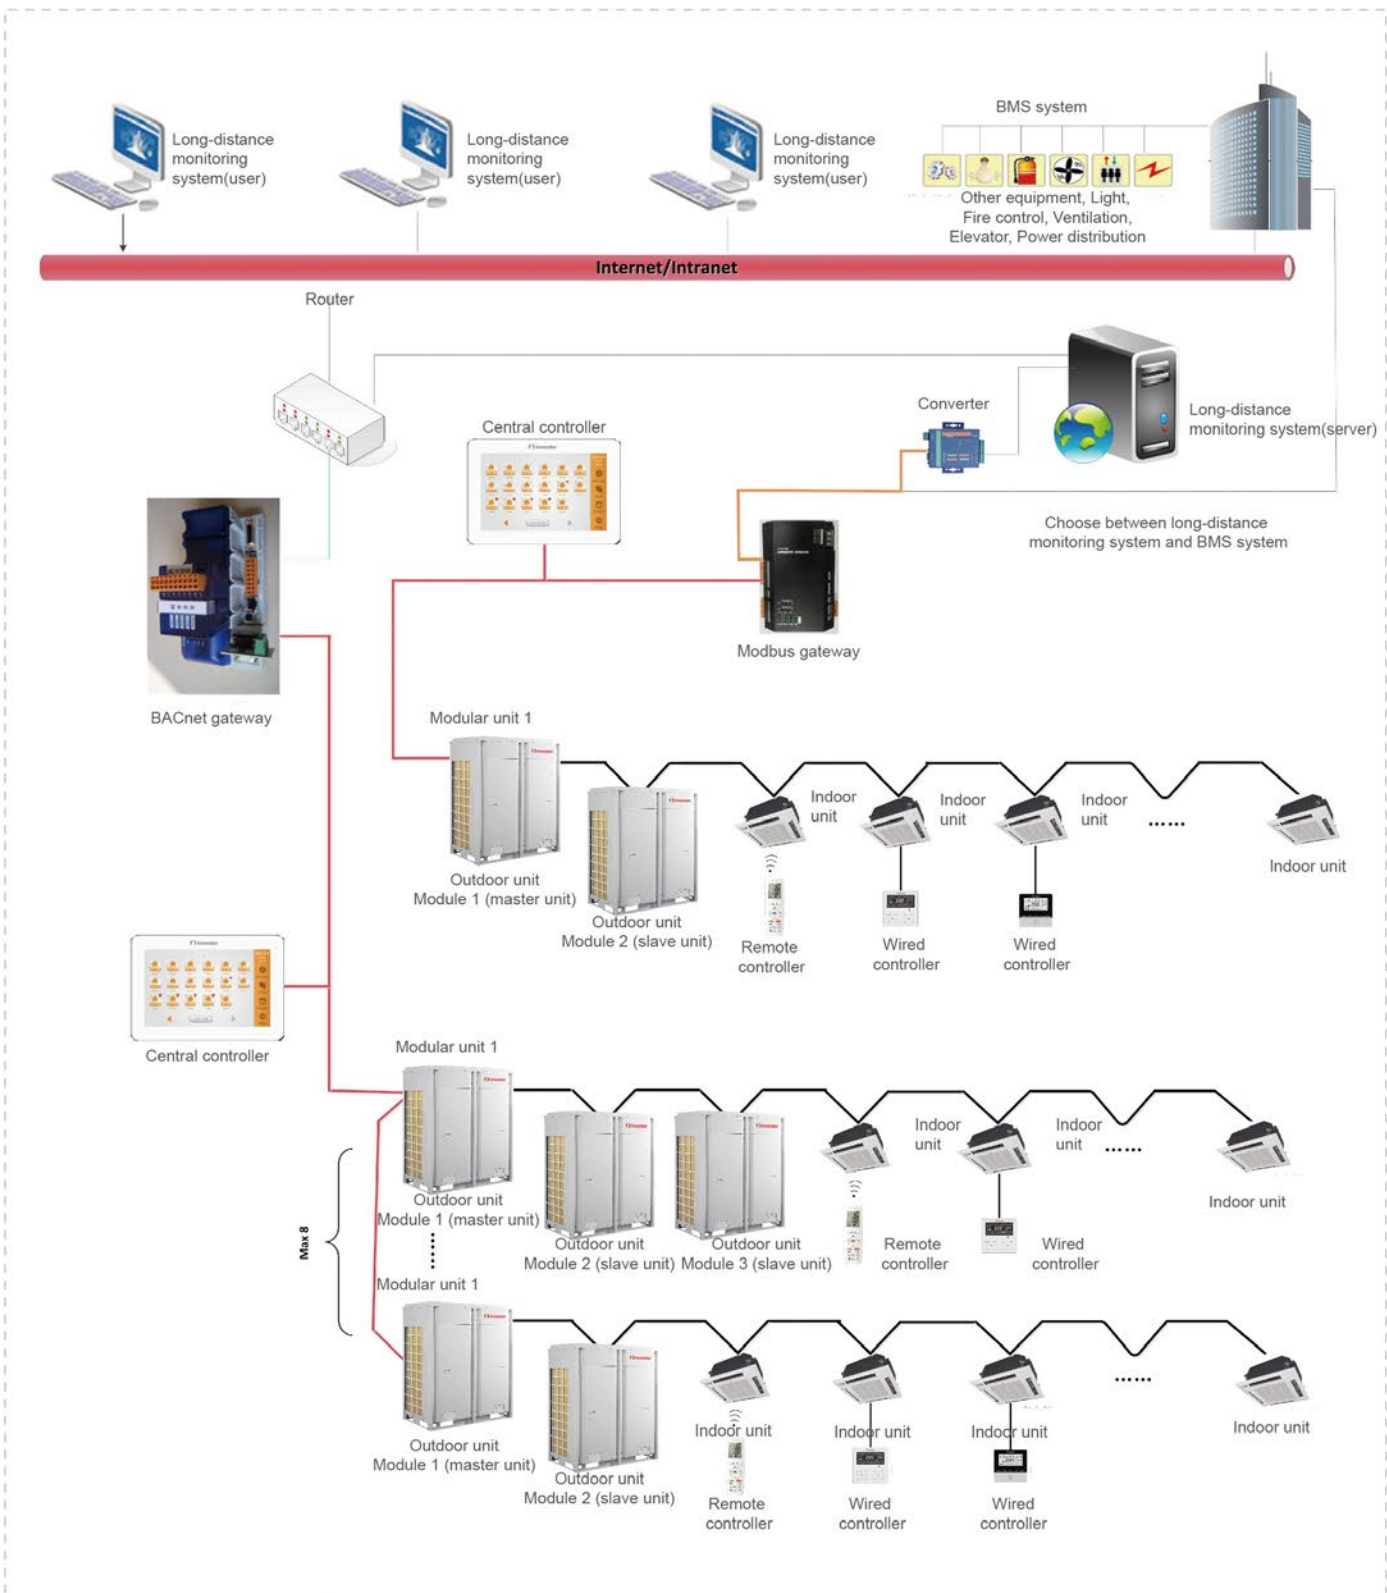 BMS system
Long-distance
monitoring
system(user)
Long-distance
monitoring
system(user)
Long-distance
monitoring
system(user)
Other equipment, Light,
Fire control, Ventilation,
Elevator, Power distribution
Internet/Intranet
Router
Converter
Long-distance
monitoring system(server)
Central controller
Choose between long-distance
monitoring system and BMS system
Modbus gateway
BACnet gateway
Modular unit 1
Indoor
unit
Indoor
unit
Indoor
unit
......
Indoor unit
Outdoor unit
Module 1 (master unit)
Outdoor unit
Module 2 (slave unit)
Remote
controller
Wired
controller
Wired
controller
Central controller
Modular unit 1
Indoor
unit
Indoor
unit
......
Indoor unit
Outdoor unit
Module 1 (master unit)
Outdoor unit
Module 2 (slave unit)
Outdoor unit
Module 3 (slave unit)
Remote
controller
Wired
controller
Max 8
......
Modular unit 1
......
Indoor unit
Indoor unit
Indoor unit
Indoor unit
Outdoor unit
Module 1 (master unit)
Outdoor unit
Module 2 (slave unit)
Remote
controller
Wired
controller
Wired
controller